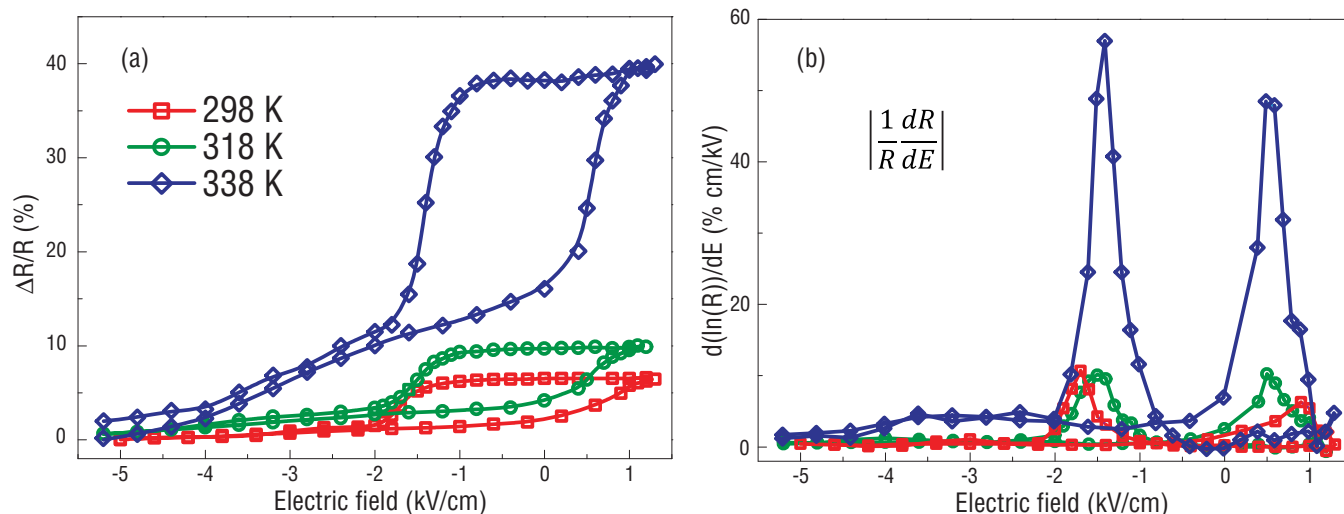 (a)
298 K
318 K
338 K
ΔR/R (%)
40
30
20
10
0
-5 -4 -3 -2 -1 0 1
Electric field (kV/cm)
(b)
|1/R dR/dE|
d(ln(R))/dE (% cm/kV)
60
40
20
0
-5 -4 -3 -2 -1 0 1
Electric field (kV/cm)